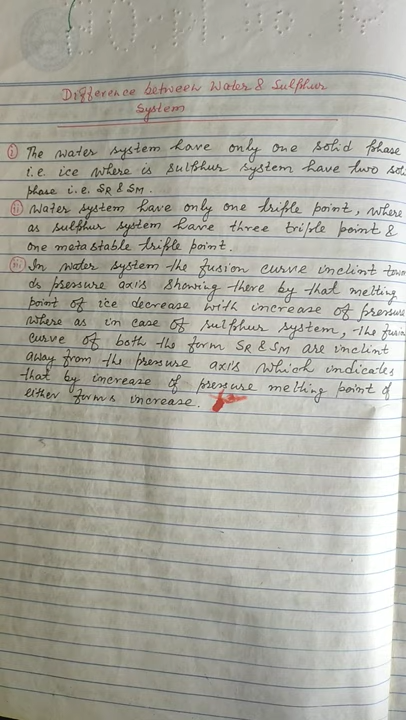 Difference between Water & Sulphur
System
(i) The water system have only one solid phase
i.e. ice where is sulphur system have two sol
phase i.e. SR & SM.
(ii) Water system have only one triple point, where
as sulphur system have three triple point &
one metastable triple point.
(iii) In water system the fusion curve inclint towar
ds pressure axis showing there by that melting
point of ice decrease with increase of pressure
where as in case of sulphur system, the fusion
curve of both the form SR & SM are inclint
away from the pressure axis which indicates
that by increase of pressure melting point of
either forms increase.